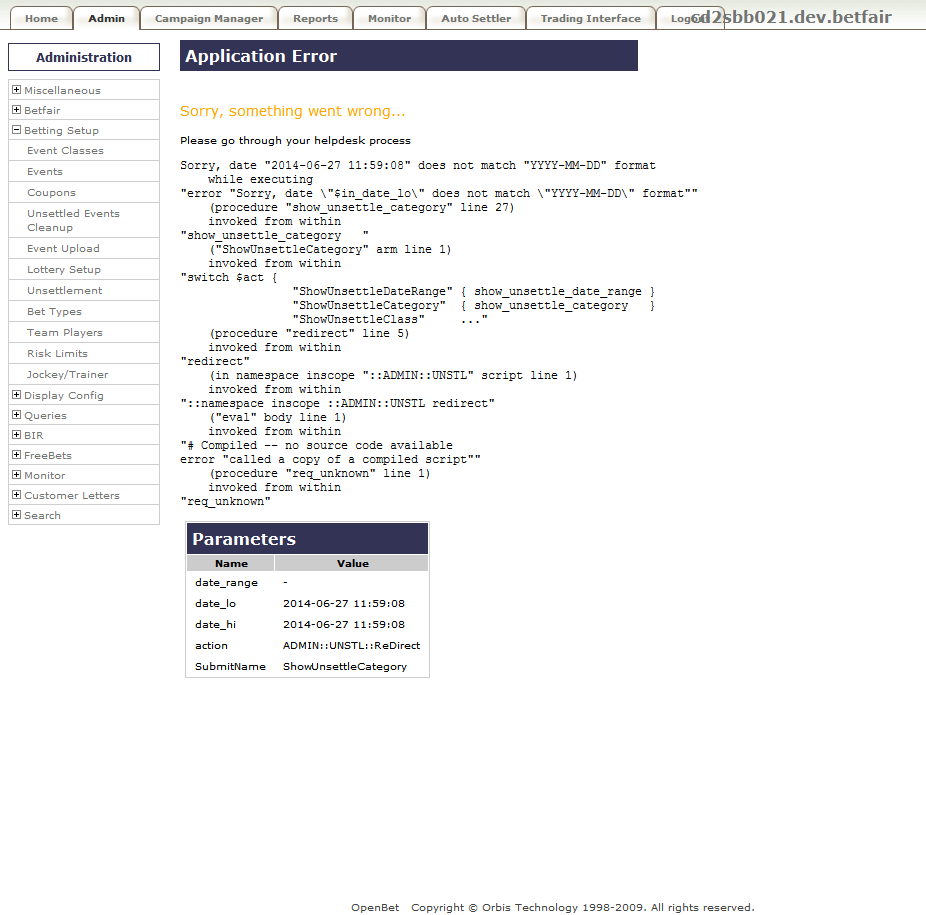 Home
Admin
Campaign Manager
Reports
Monitor
Auto Settler
Trading Interface
cd2sbb021.dev.betfair
Administration
Miscellaneous
Betfair
Betting Setup
Event Classes
Events
Coupons
Unsettled Events
Cleanup
Event Upload
Lottery Setup
Unsettlement
Bet Types
Team Players
Risk Limits
Jockey/Trainer
Display Config
Queries
BIR
FreeBets
Monitor
Customer Letters
Search
Application Error
Sorry, something went wrong...
Please go through your helpdesk process
Sorry, date "2014-06-27 11:59:08" does not match "YYYY-MM-DD" format
while executing
"error "Sorry, date \"$in_date_lo\" does not match \"YYYY-MM-DD\" format""
(procedure "show_unsettle_category" line 27)
invoked from within
"show_unsettle_category   "
("ShowUnsettleCategory" arm line 1)
invoked from within
"switch $act {
"ShowUnsettleDateRange" { show_unsettle_date_range }
"ShowUnsettleCategory"  { show_unsettle_category   }
"ShowUnsettleClass"     ..."
(procedure "redirect" line 5)
invoked from within
"redirect"
(in namespace inscope "::ADMIN::UNSTL" script line 1)
invoked from within
"::namespace inscope ::ADMIN::UNSTL redirect"
("eval" body line 1)
invoked from within
"# Compiled -- no source code available
error "called a copy of a compiled script""
(procedure "req_unknown" line 1)
invoked from within
"req_unknown"
Parameters
Name Value
date_range -
date_lo 2014-06-27 11:59:08
date_hi 2014-06-27 11:59:08
action ADMIN::UNSTL::ReDirect
SubmitName ShowUnsettleCategory
OpenBet Copyright © Orbis Technology 1998-2009. All rights reserved.